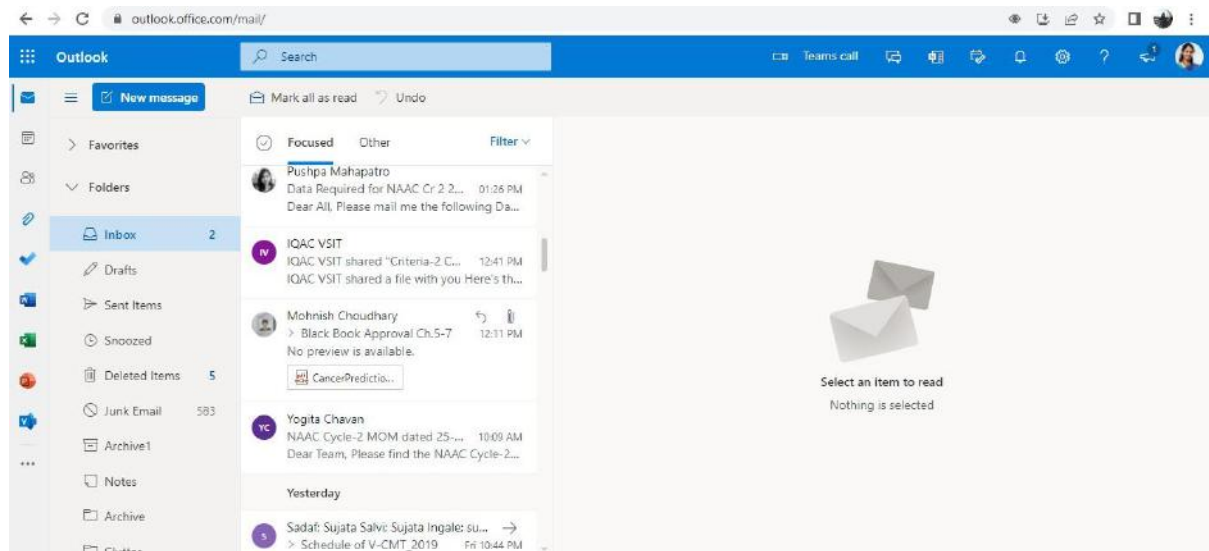 outlook.office.com/mail/
Outlook
Search
Teams call
1
New message
Mark all as read
Undo
Favorites
Folders
Inbox 2
Drafts
Sent Items
Snoozed
Deleted Items 5
Junk Email 583
Archive1
Notes
Archive
Focused Other Filter
Pushpa Mahapatro
Data Required for NAAC Cr 2 2... 01:26 PM
Dear All, Please mail me the following Da...
IV
IQAC VSIT
IQAC VSIT shared "Criteria-2 C... 12:41 PM
IQAC VSIT shared a file with you Here's th...
Mohnish Choudhary
> Black Book Approval Ch.5-7 12:11 PM
No preview is available.
CancerPredictio...
YC
Yogita Chavan
NAAC Cycle-2 MOM dated 25-... 10:09 AM
Dear Team, Please find the NAAC Cycle-2...
Yesterday
S
Sadaf; Sujata Salvi; Sujata Ingale; su...
> Schedule of V-CMT_2019 Fri 10:44 PM
Select an item to read
Nothing is selected